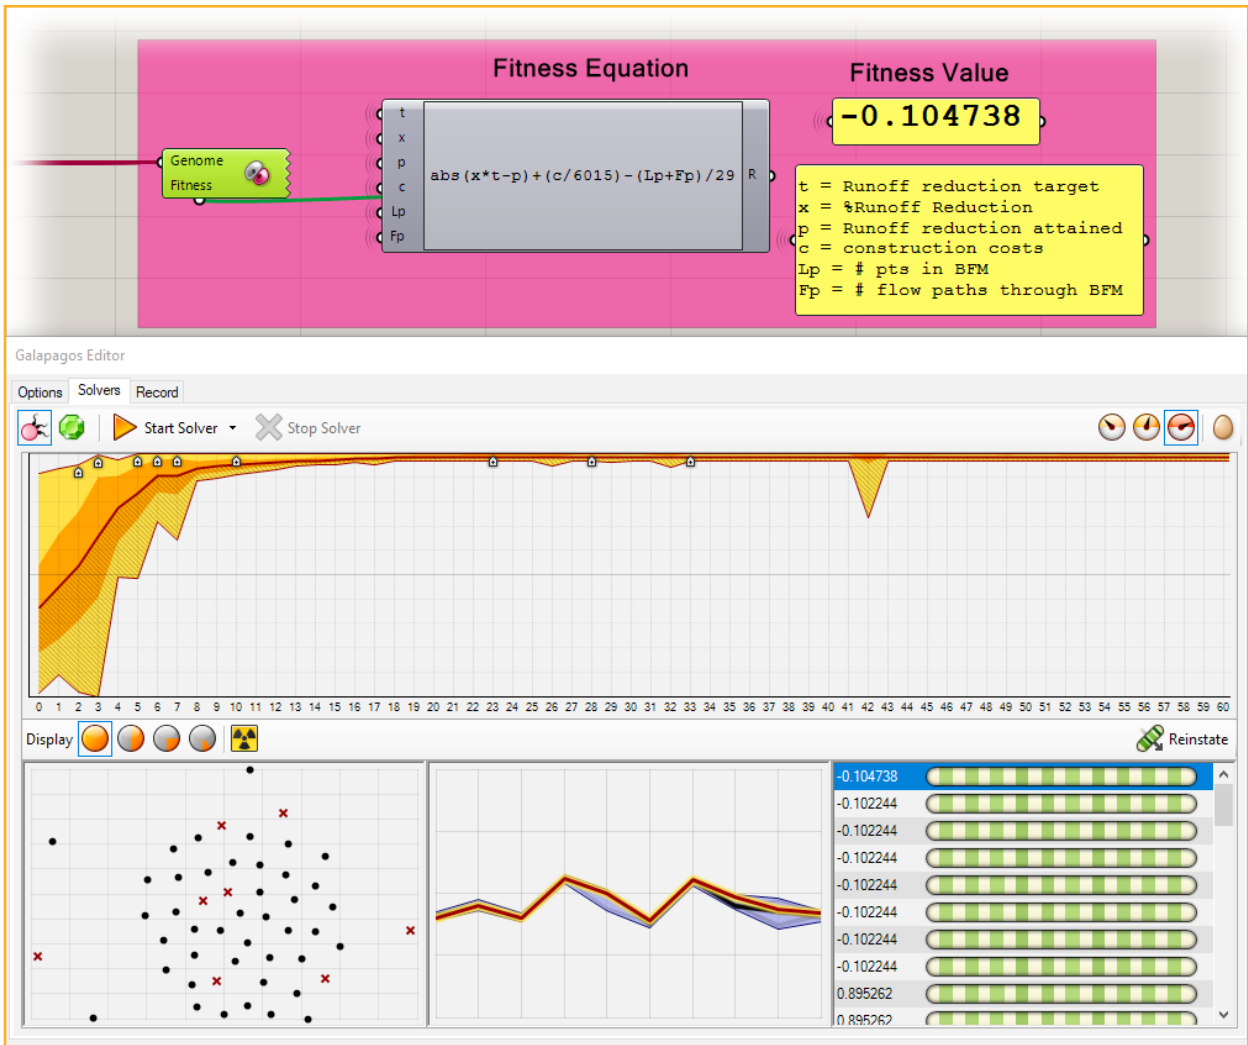 Fitness Equation
Fitness Value
Genome
Fitness
t
x
p
c
Lp
Fp
abs(x*t-p)+(c/6015)-(Lp+Fp)/29
R
-0.104738
t = Runoff reduction target
x = %Runoff Reduction
p = Runoff reduction attained
c = construction costs
Lp = # pts in BFM
Fp = # flow paths through BFM
Galapagos Editor
Options Solvers Record
Start Solver Stop Solver
0 1 2 3 4 5 6 7 8 9 10 11 12 13 14 15 16 17 18 19 20 21 22 23 24 25 26 27 28 29 30 31 32 33 34 35 36 37 38 39 40 41 42 43 44 45 46 47 48 49 50 51 52 53 54 55 56 57 58 59 60
Display Reinstate
-0.104738
-0.102244
-0.102244
-0.102244
-0.102244
-0.102244
-0.102244
-0.102244
0.895262
0.895262